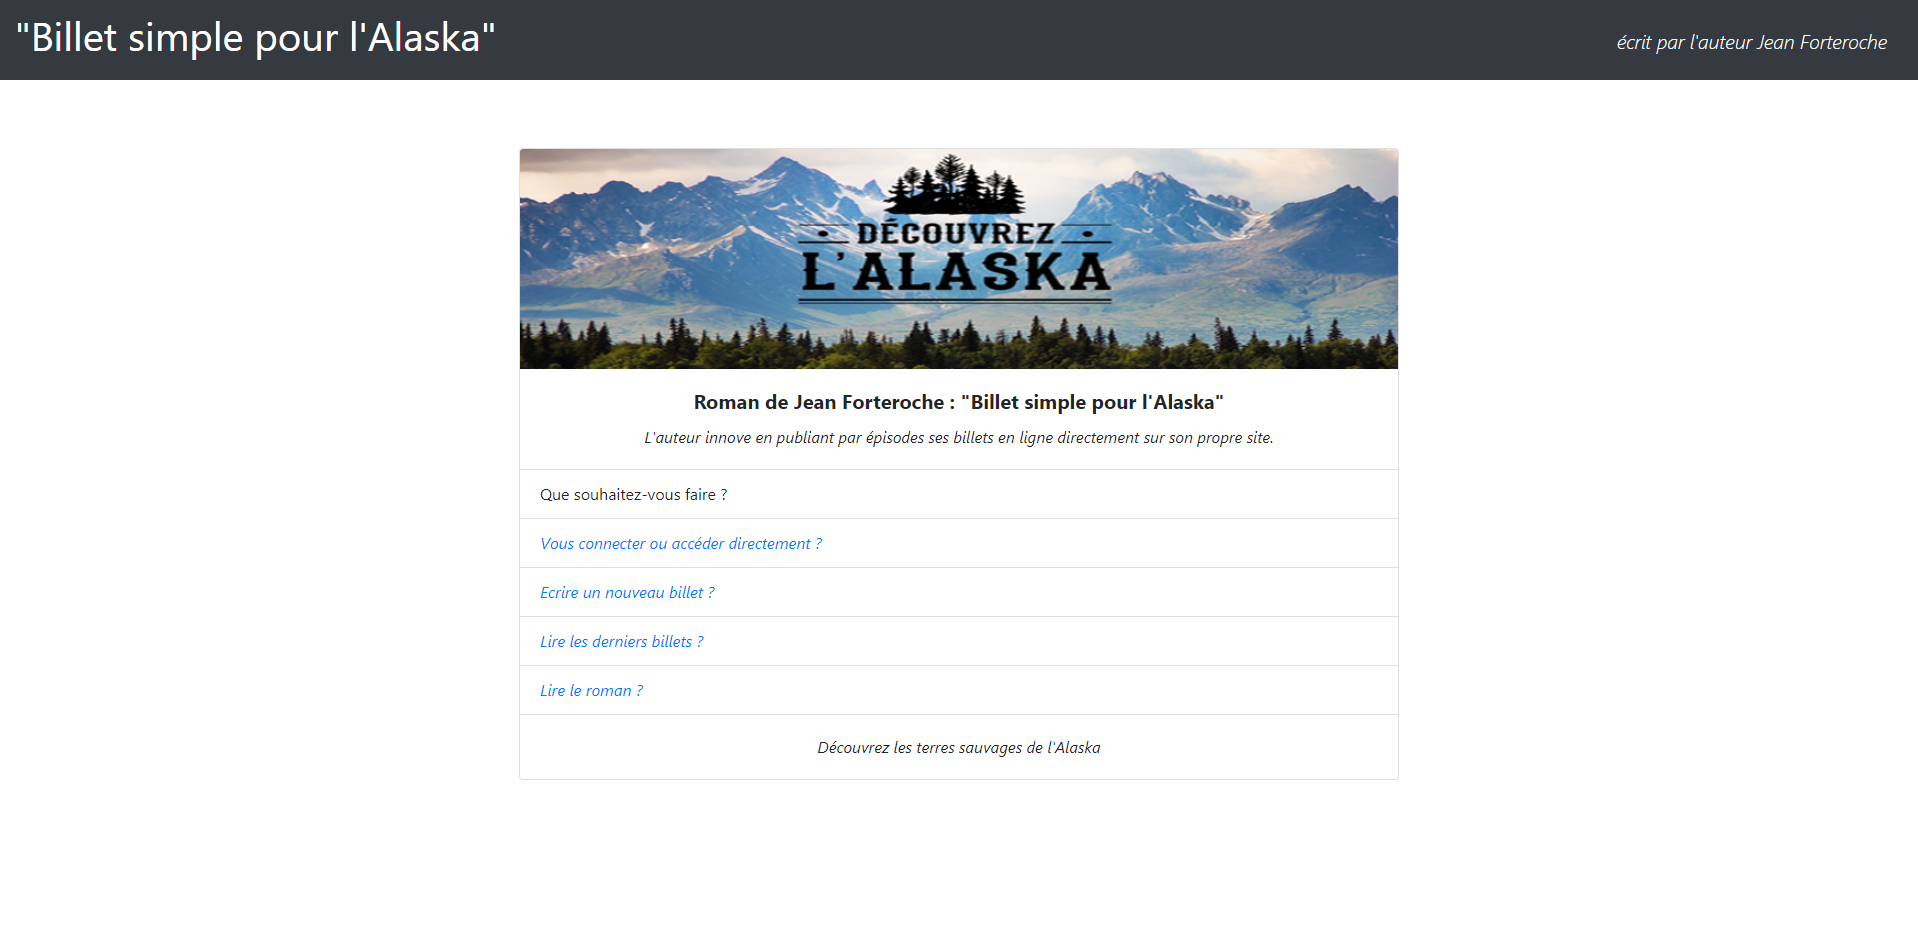 "Billet simple pour l'Alaska"
écrit par l'auteur Jean Forteroche
DÉCOUVREZ
L'ALASKA
Roman de Jean Forteroche : "Billet simple pour l'Alaska"
L'auteur innove en publiant par épisodes ses billets en ligne directement sur son propre site.
Que souhaitez-vous faire ?
Vous connecter ou accéder directement ?
Ecrire un nouveau billet ?
Lire les derniers billets ?
Lire le roman ?
Découvrez les terres sauvages de l'Alaska